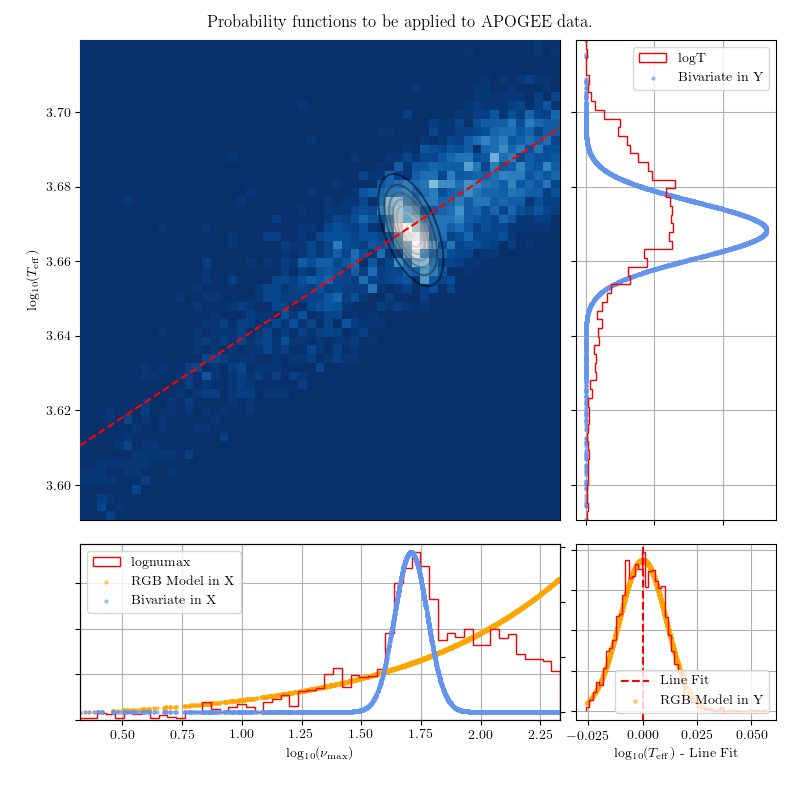 Probability functions to be applied to APOGEE data.
3.70
3.68
3.66
3.64
3.62
3.60
log₁₀(T_eff)
logT
Bivariate in Y
lognumax
RGB Model in X
Bivariate in X
0.50 0.75 1.00 1.25 1.50 1.75 2.00 2.25
log₁₀(ν_max)
Line Fit
RGB Model in Y
−0.025 0.000 0.025 0.050
log₁₀(T_eff) - Line Fit